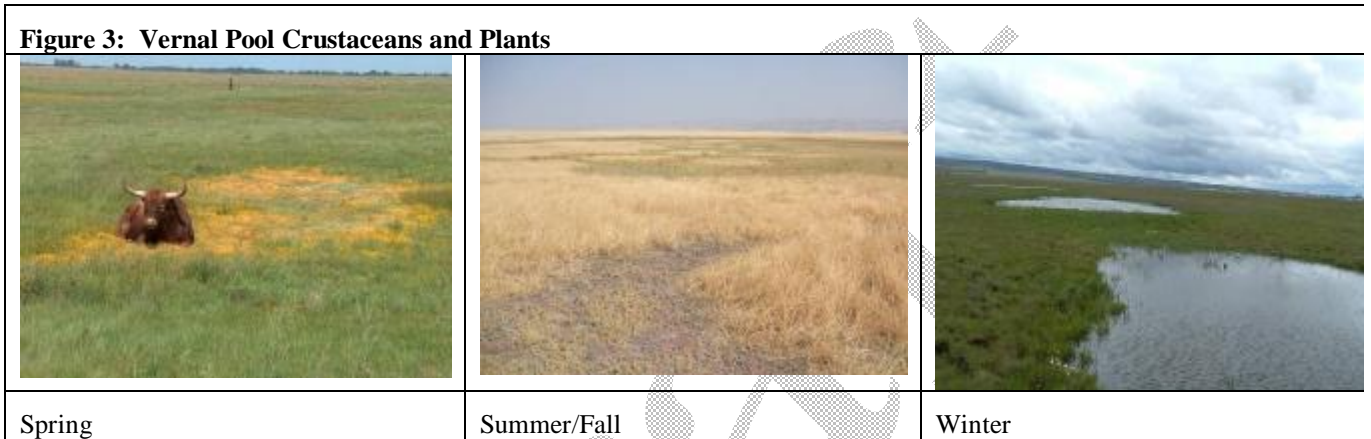 Figure 3: Vernal Pool Crustaceans and Plants
Spring
Summer/Fall
Winter